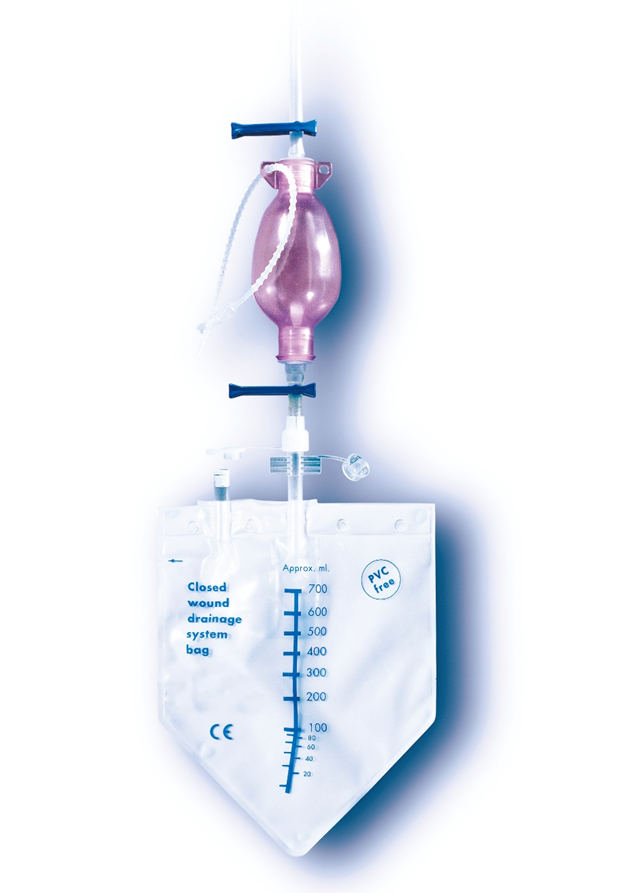 Approx. ml.
PVC
free
Closed
wound
drainage
system
bag
700
600
500
400
300
200
100
80
60
40
20
CE